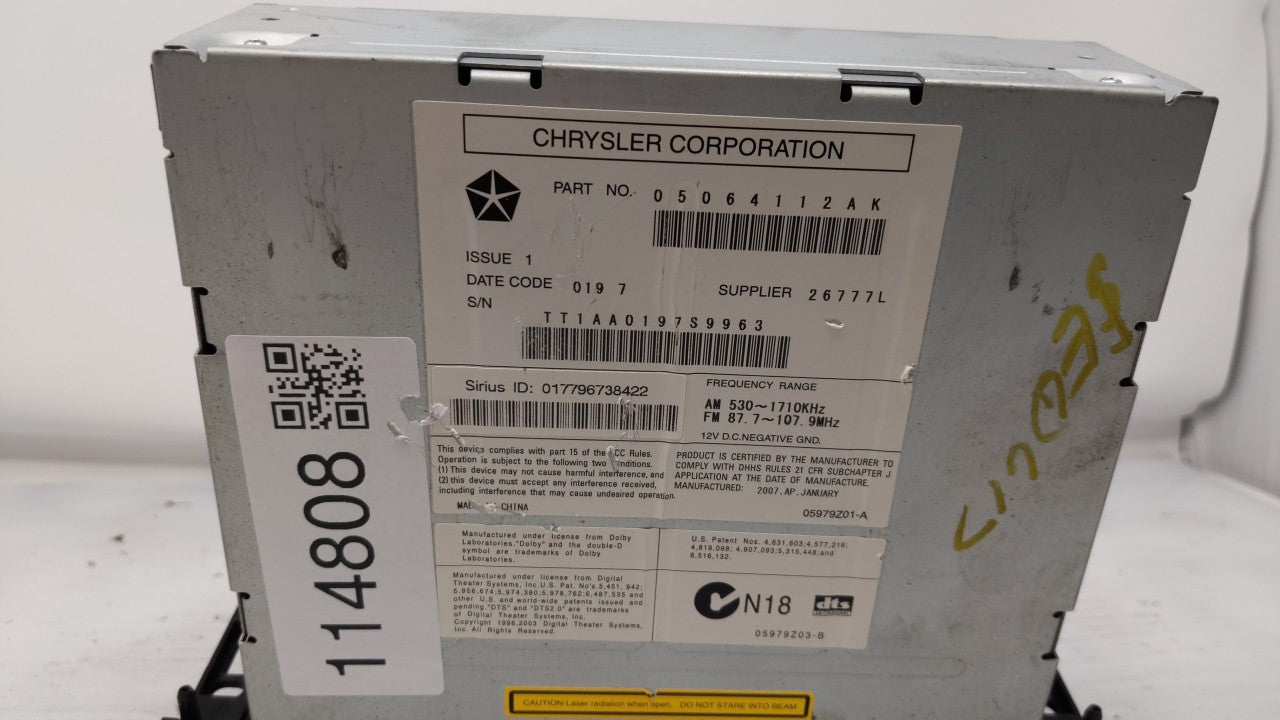 CHRYSLER CORPORATION
PART NO. 05064112AK
ISSUE 1
DATE CODE 0197
SUPPLIER 26777L
S/N
TT1AA0197S9963
Sirius ID: 017796738422
FREQUENCY RANGE
AM 530~1710KHz
FM 87.7~107.9MHz
12V D.C.NEGATIVE GND.
This device complies with part 15 of the FCC Rules.
Operation is subject to the following two conditions.
(1) This device may not cause harmful interference, and
(2) this device must accept any interference received,
including interference that may cause undesired operation.
MADE CHINA
PRODUCT IS CERTIFIED BY THE MANUFACTURER TO
COMPLY WITH DHHS RULES 21 CFR SUBCHAPTER J
APPLICATION AT THE DATE OF MANUFACTURE.
MANUFACTURED: 2007.AP.JANUARY
05979Z01-A
Manufactured under license from Dolby
Laboratories."Dolby" and the double-D
symbol are trademarks of Dolby
Laboratories.
U.S. Patent Nos. 4,631,603;4,577,216;
4,819,098; 4,907,093;5,315,448;and
6,516,132.
Manufactured under license from Digital
Theater Systems, Inc.U.S. Pat. No's.5,451, 942;
5,956,674;5,974,380;5,978,762;6,487,535 and
other U.S. and world-wide patents issued and
pending."DTS" and "DTS2.0" are trademarks
of Digital Theater Systems, Inc.
Copyright 1996,2003 Digital Theater Systems,
Inc All Rights Reserved.
N18
dts
05979Z03-B
CAUTION-Laser radiation when open. DO NOT STARE INTO BEAM
114808